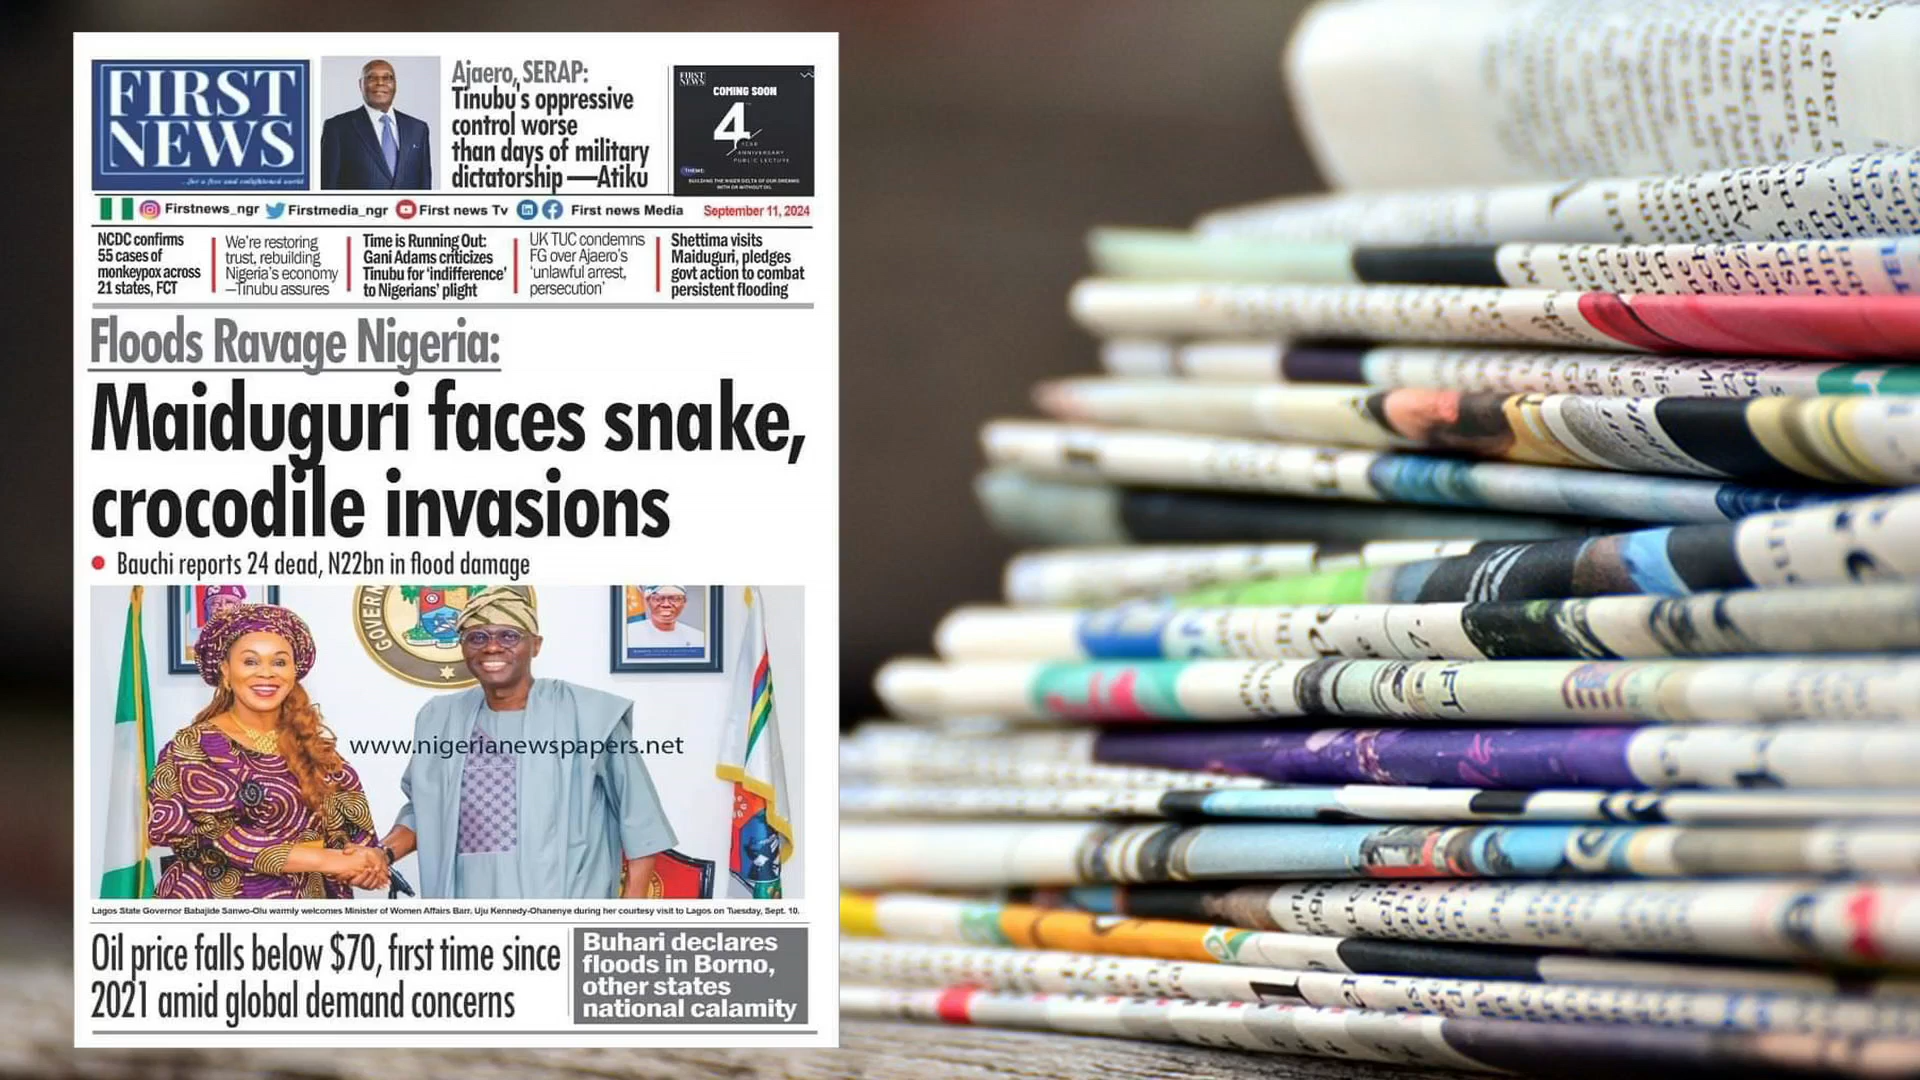 FIRST
NEWS
...for a free and enlightened world
Ajaero, SERAP:
Tinubu's oppressive
control worse
than days of military
dictatorship —Atiku
FIRST
NEWS
COMING SOON
4
YEAR
ANNIVERSARY
PUBLIC LECTURE
THEME:
BUILDING THE NIGER DELTA OF OUR DREAMS
WITH OR WITHOUT OIL
Firstnews_ngr
Firstmedia_ngr
First news Tv
First news Media
September 11, 2024
NCDC confirms
55 cases of
monkeypox across
21 states, FCT
We're restoring
trust, rebuilding
Nigeria's economy
—Tinubu assures
Time is Running Out:
Gani Adams criticizes
Tinubu for 'indifference'
to Nigerians' plight
UK TUC condemns
FG over Ajaero's
'unlawful arrest,
persecution'
Shettima visits
Maiduguri, pledges
govt action to combat
persistent flooding
Floods Ravage Nigeria:
Maiduguri faces snake,
crocodile invasions
Bauchi reports 24 dead, N22bn in flood damage
GOVERN
www.nigerianewspapers.net
Lagos State Governor Babajide Sanwo-Olu warmly welcomes Minister of Women Affairs Barr. Uju Kennedy-Ohanenye during her courtesy visit to Lagos on Tuesday, Sept. 10.
Oil price falls below $70, first time since
2021 amid global demand concerns
Buhari declares
floods in Borno,
other states
national calamity